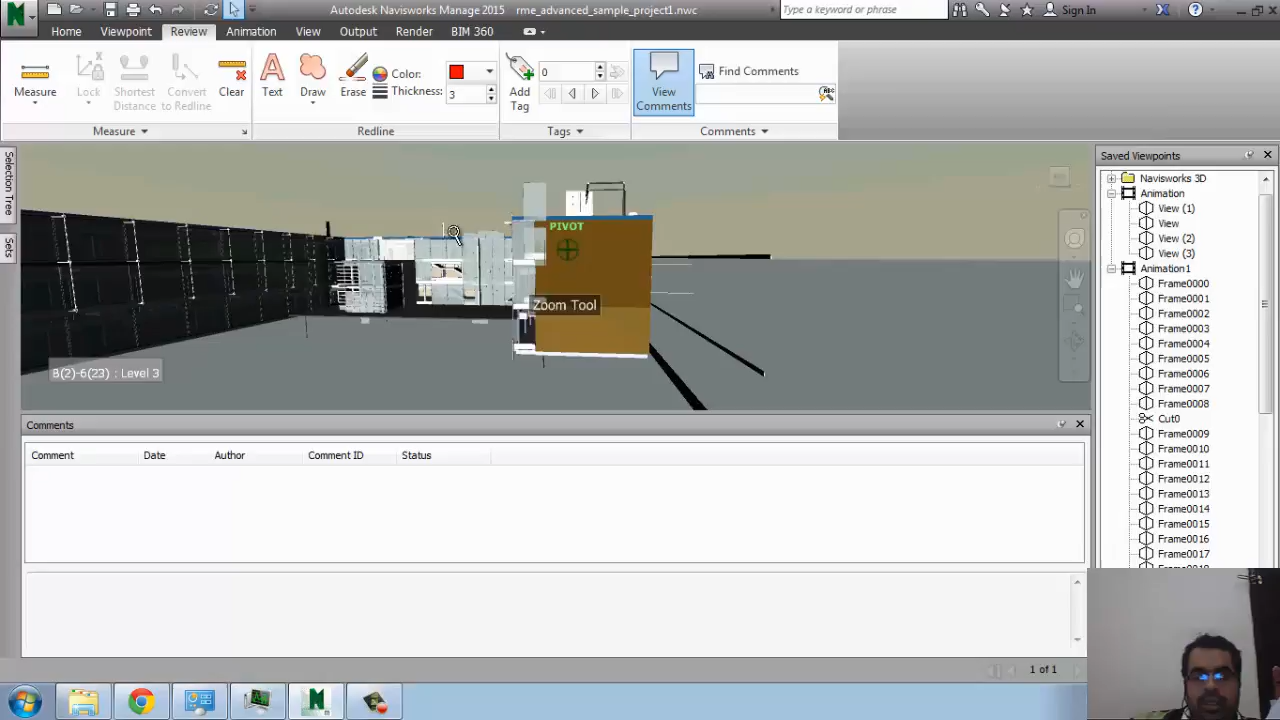 Autodesk Navisworks Manage 2015 rme_advanced_sample_project1.nwc
Type a keyword or phrase
Sign In
Home Viewpoint Review Animation View Output Render BIM 360
Measure
Lock
Shortest Distance
Convert to Redline
Clear
Text
Draw
Erase
Color:
Thickness:
3
Add Tag
0
View Comments
Find Comments
Measure
Redline
Tags
Comments
Selection Tree
Sets
PIVOT
Zoom Tool
B(2)-6(23) : Level 3
Saved Viewpoints
Navisworks 3D
Animation
View (1)
View
View (2)
View (3)
Animation1
Frame0000
Frame0001
Frame0002
Frame0003
Frame0004
Frame0005
Frame0006
Frame0007
Frame0008
Cut0
Frame0009
Frame0010
Frame0011
Frame0012
Frame0013
Frame0014
Frame0015
Frame0016
Frame0017
Comments
Comment Date Author Comment ID Status
1 of 1